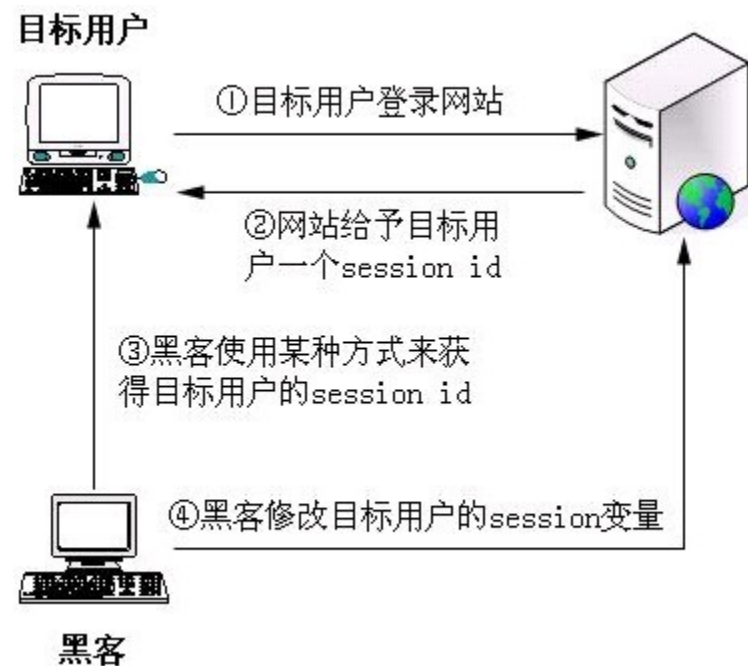 目标用户
①目标用户登录网站
②网站给予目标用
户一个session id
③黑客使用某种方式来获
得目标用户的session id
④黑客修改目标用户的session变量
黑客